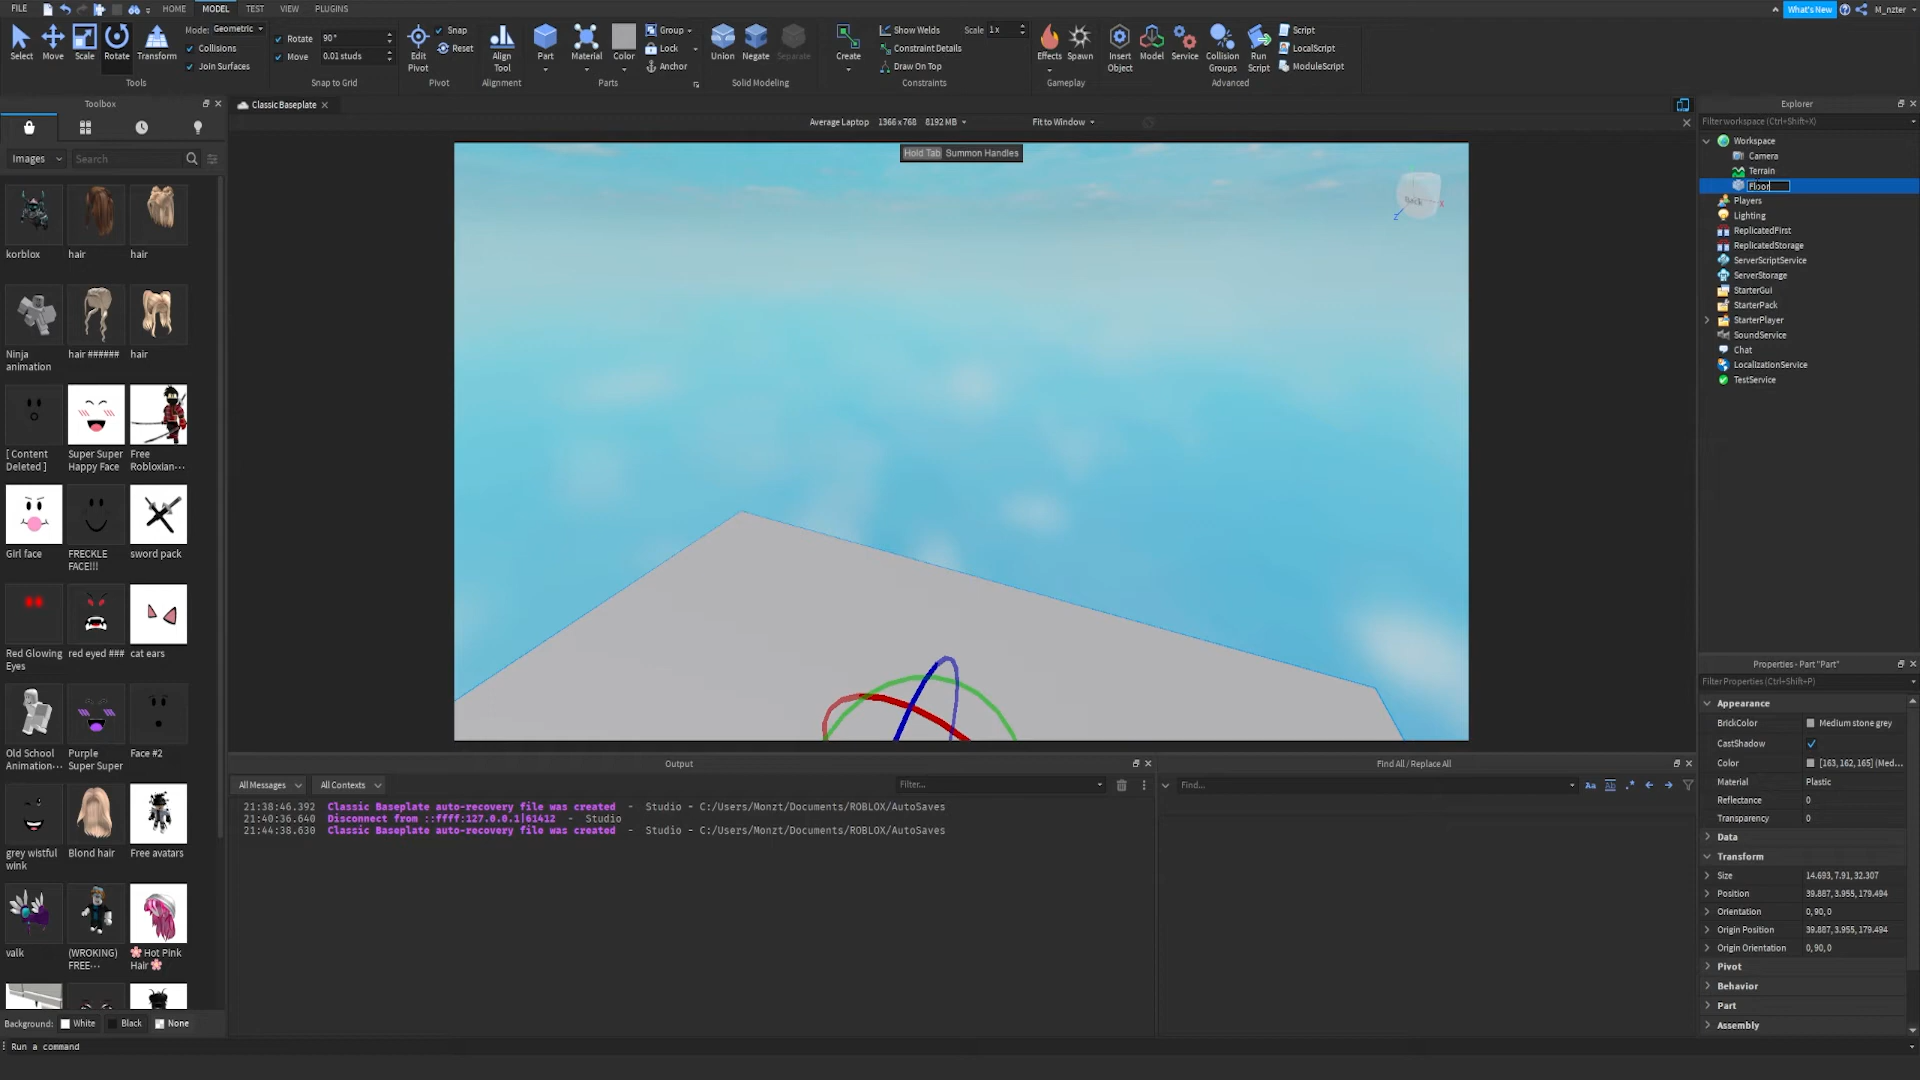 FILE
HOME
MODEL
TEST
VIEW
PLUGINS
What's New
M_nzter
Select
Move
Scale
Rotate
Transform
Mode:
Geometric
Collisions
Join Surfaces
Tools
Rotate
90°
Move
0.01 studs
Snap to Grid
Edit
Pivot
Snap
Reset
Pivot
Align
Tool
Alignment
Part
Material
Color
Group
Lock
Anchor
Parts
Union
Negate
Separate
Solid Modeling
Create
Show Welds
Scale
1 x
Constraint Details
Draw On Top
Constraints
Effects
Spawn
Gameplay
Insert
Object
Model
Service
Collision
Groups
Run
Script
Script
LocalScript
ModuleScript
Advanced
Toolbox
Images
Search
korblox
hair
hair
Ninja
animation
hair ######
hair
[ Content
Deleted ]
Super Super
Happy Face
Free
Robloxian...
Girl face
FRECKLE
FACE!!!
sword pack
Red Glowing
Eyes
red eyed ###
cat ears
Old School
Animation...
Purple
Super Super
Face #2
grey wistful
wink
Blond hair
Free avatars
valk
(WROKING)
FREE...
🌸 Hot Pink
Hair 🌸
Background:
White
Black
None
Run a command
Classic Baseplate
Average Laptop
1366 x 768
8192 MB
Fit to Window
Hold Tab
Summon Handles
Back
X
Z
Output
All Messages
All Contexts
Filter...
21:38:46.392 Classic Baseplate auto-recovery file was created - Studio - C:/Users/Monzt/Documents/ROBLOX/AutoSaves
21:40:36.640 Disconnect from ::ffff:127.0.0.1|61412 - Studio
21:44:38.630 Classic Baseplate auto-recovery file was created - Studio - C:/Users/Monzt/Documents/ROBLOX/AutoSaves
Find All / Replace All
Find...
Aa
Ab
Explorer
Filter workspace (Ctrl+Shift+X)
Workspace
Camera
Terrain
Floor
Players
Lighting
ReplicatedFirst
ReplicatedStorage
ServerScriptService
ServerStorage
StarterGui
StarterPack
StarterPlayer
SoundService
Chat
LocalizationService
TestService
Properties - Part "Part"
Filter Properties (Ctrl+Shift+P)
Appearance
BrickColor
Medium stone grey
CastShadow
Color
[163, 162, 165] (Med...
Material
Plastic
Reflectance
0
Transparency
0
Data
Transform
Size
14.693, 7.91, 32.307
Position
39.887, 3.955, 179.494
Orientation
0, 90, 0
Origin Position
39.887, 3.955, 179.494
Origin Orientation
0, 90, 0
Pivot
Behavior
Part
Assembly